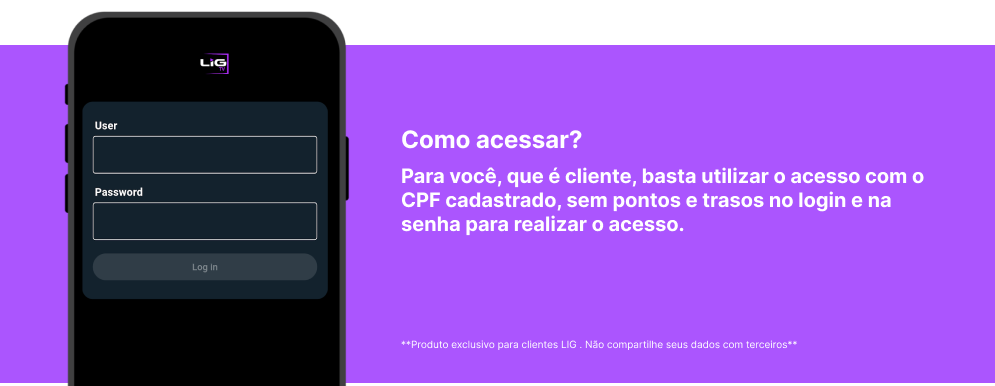 LiG
TV
User
Password
Log In
Como acessar?
Para você, que é cliente, basta utilizar o acesso com o
CPF cadastrado, sem pontos e trasos no login e na
senha para realizar o acesso.
**Produto exclusivo para clientes LIG . Não compartilhe seus dados com terceiros**